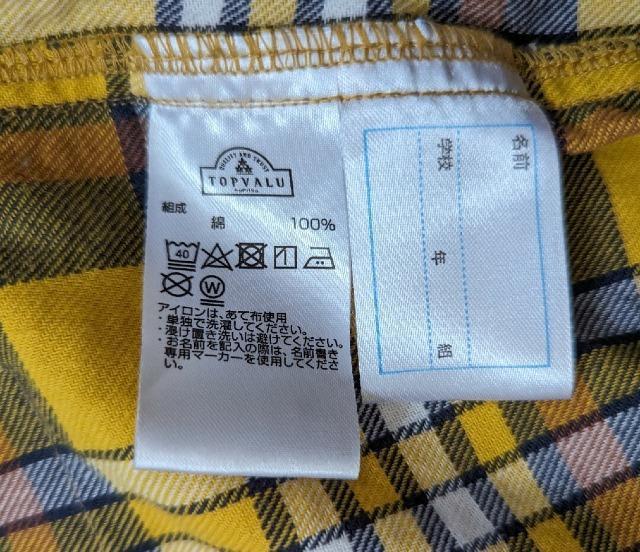 QUALITY AND TRUST
TOPVALU
組成
綿 100%
40
W
アイロンは、あて布使用
・単独で洗濯してください。
・漬け置き洗いは避けてください。
・お名前を記入の際は、名前書き
専用マーカーを使用してくださ
い。
名前
学校
年
組